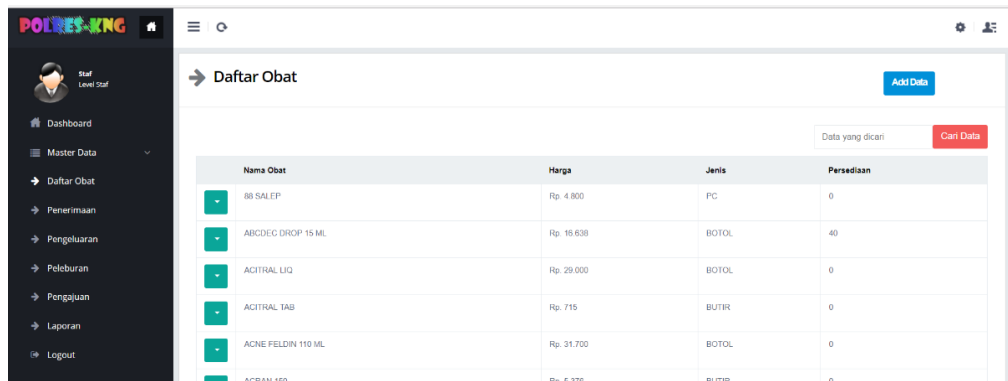 POLRES-KNG
Staf
Level Staf
Dashboard
Master Data
Daftar Obat
Penerimaan
Pengeluaran
Peleburan
Pengajuan
Laporan
Logout
Daftar Obat
Add Data
Data yang dicari Cari Data
Nama Obat Harga Jenis Persediaan
88 SALEP Rp. 4.800 PC 0
ABCDEC DROP 15 ML Rp. 16.638 BOTOL 40
ACITRAL LIQ Rp. 29.000 BOTOL 0
ACITRAL TAB Rp. 715 BUTIR 0
ACNE FELDIN 110 ML Rp. 31.700 BOTOL 0